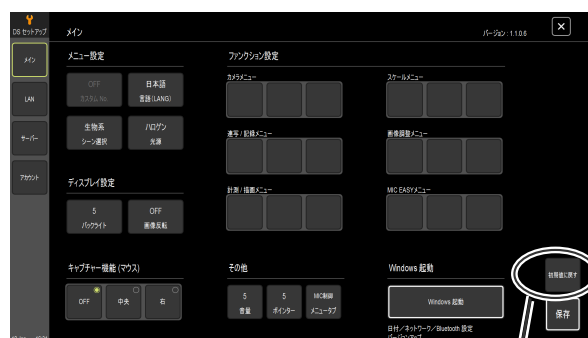 DS セットアップ
メイン
バージョン : 1.1.0.6
メイン
LAN
サーバー
アカウント
メニュー設定
OFF
カスタム No
日本語
言語(LANG)
生物系
シーン選択
ハロゲン
光源
ディスプレイ設定
5
バックライト
OFF
画像反転
キャプチャー機能 (マウス)
OFF
中央
右
ファンクション設定
カメラメニュー
スケールメニュー
連写 / 記録メニュー
画像調整メニュー
計測 / 描画メニュー
MIC EASYメニュー
その他
5
音量
5
ポインター
MIC制御
メニュータブ
Windows 起動
Windows 起動
日付／ネットワーク／Bluetooth 設定
バージョンアップ
初期値に戻す
保存